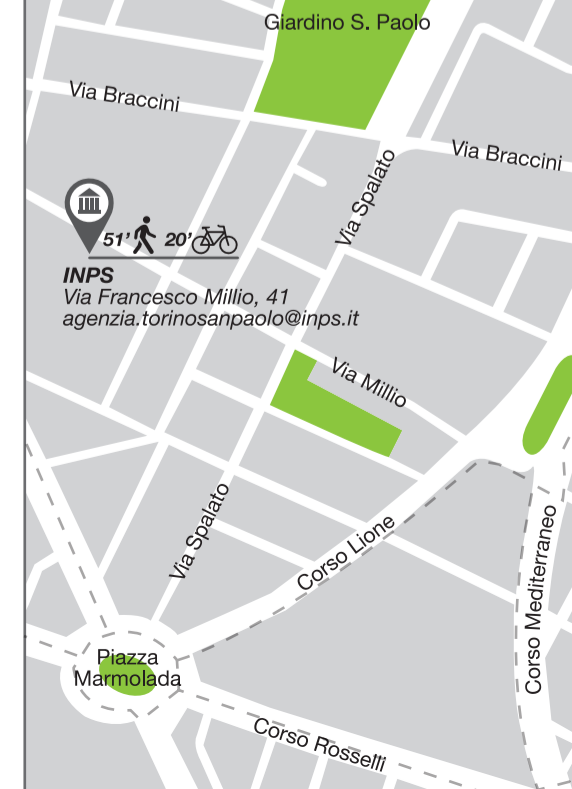 Giardino S. Paolo
Via Braccini
Via Braccini
Via Spalato
51' 20'
INPS
Via Francesco Millio, 41
agenzia.torinosanpaolo@inps.it
Via Millio
Via Spalato
Corso Lione
Corso Mediterraneo
Piazza
Marmolada
Corso Rosselli